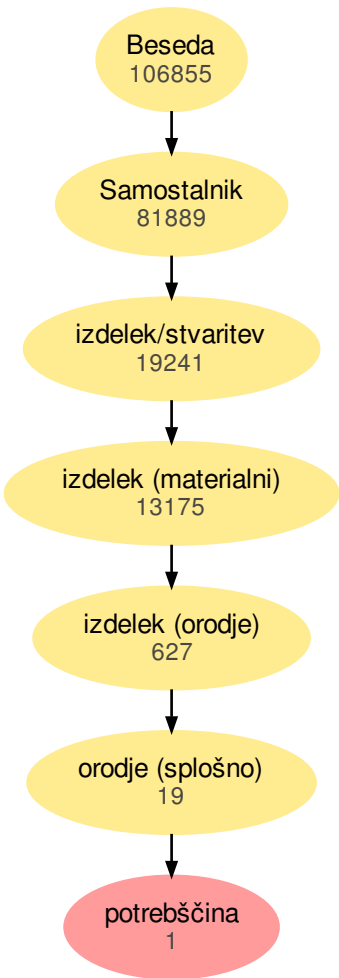 Beseda
106855
Samostalnik
81889
izdelek/stvaritev
19241
izdelek (materialni)
13175
izdelek (orodje)
627
orodje (splošno)
19
potrebščina
1